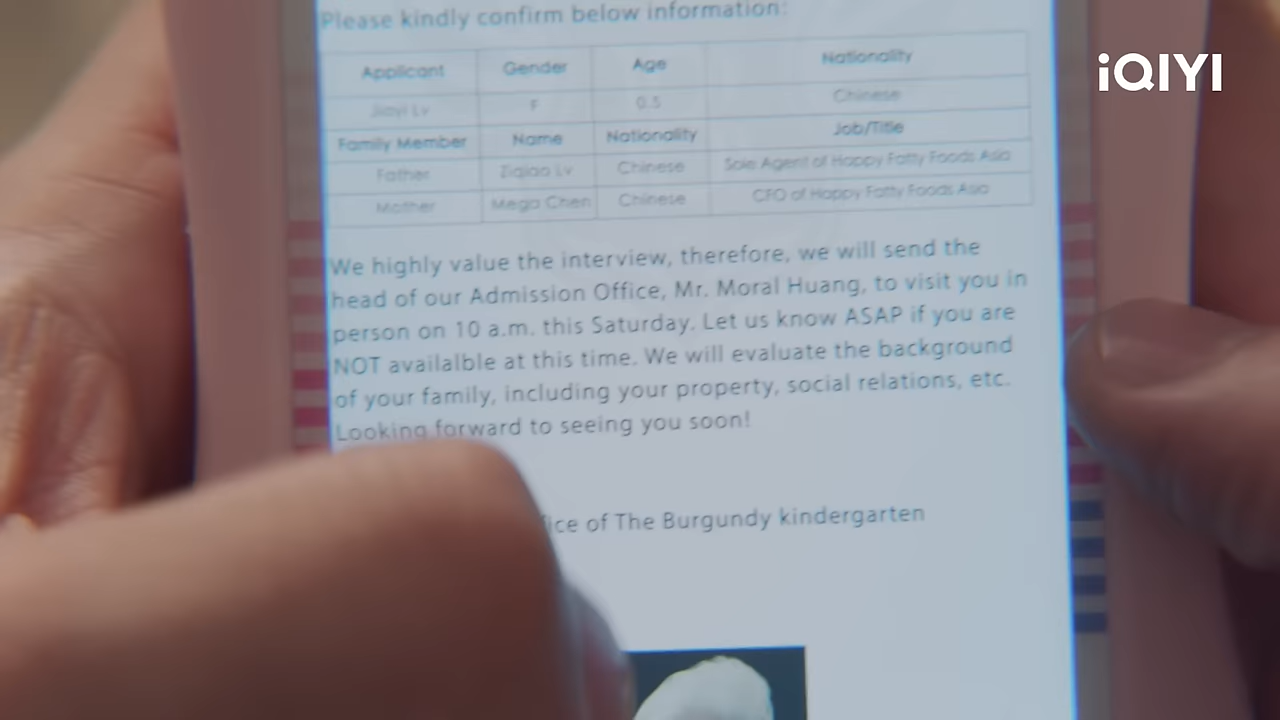 Please kindly confirm below information:
iQIYI
Applicant Gender Age Nationality
Jiayi Lv F 0.5 Chinese
Family Member Name Nationality Job/Title
Father Ziqiao Lv Chinese Sole Agent of Happy Fatty Foods Asia
Mother Mega Chen Chinese CFO of Happy Fatty Foods Asia
We highly value the interview, therefore, we will send the
head of our Admission Office, Mr. Moral Huang, to visit you in
person on 10 a.m. this Saturday. Let us know ASAP if you are
NOT availalble at this time. We will evaluate the background
of your family, including your property, social relations, etc.
Looking forward to seeing you soon!
of The Burgundy kindergarten